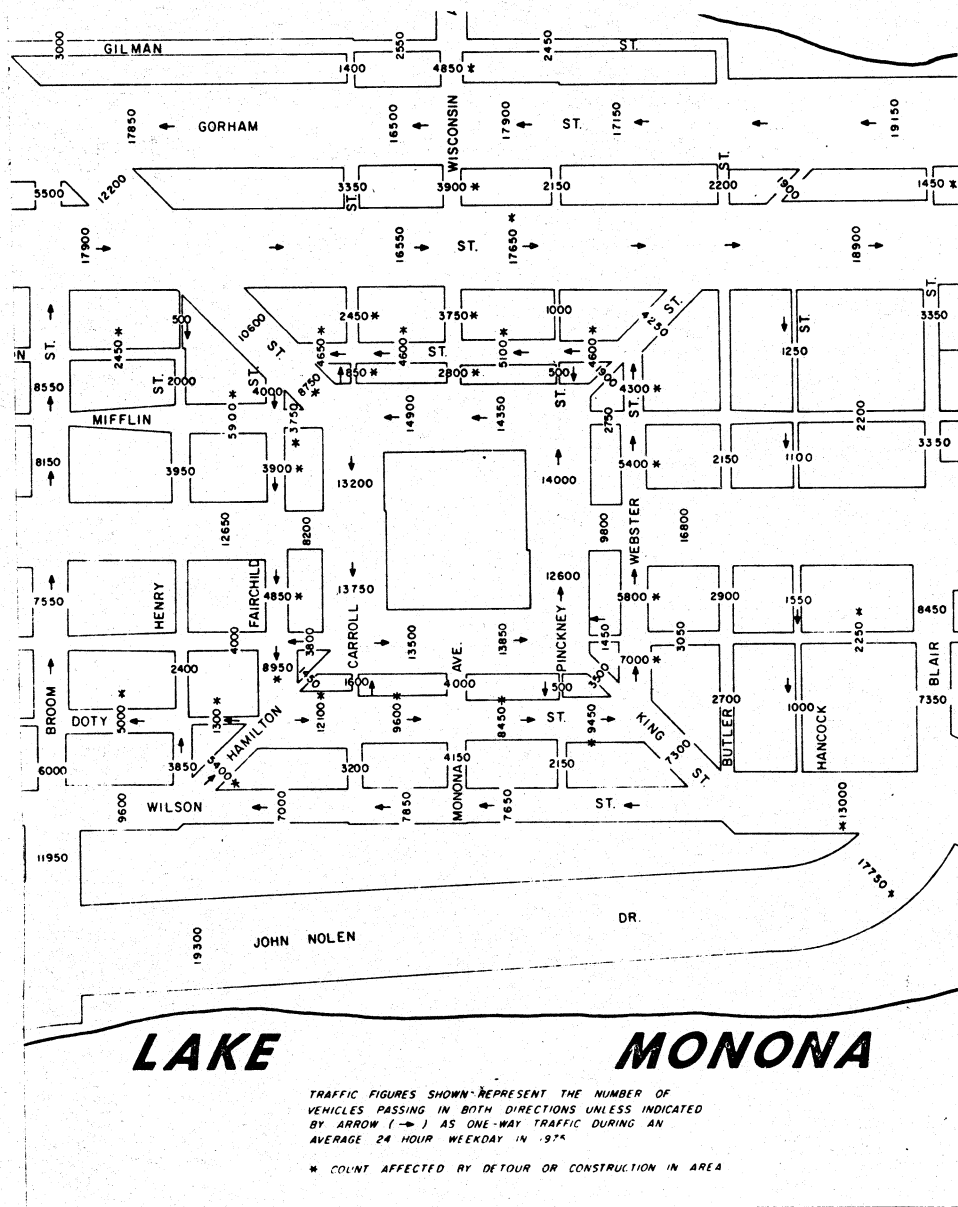 3000
GILMAN
2550
2450
ST.
1400
4850 *
17850
GORHAM
16500
WISCONSIN
17900
ST.
17150
19150
ST.
5500
12200
3350
ST.
3900 *
2150
2200
1900
1450 *
17900
16550
ST.
17650 *
18900
ST.
500
10600
2450 *
3750 *
1000
4250
ST.
ST.
3350
N
ST.
2450 *
ST.
4650 *
4600 *
ST.
5100 *
4600 *
1250
8550
ST.
2000
ST.
4000
8750 *
850 *
2800 *
500
1900
4300 *
ST.
ST.
MIFFLIN
5900 *
3750 *
14900
14350
2750
2200
3350
8150
3950
3900 *
13200
14000
5400 *
2150
1100
12650
8200
9800
WEBSTER
16800
7550
HENRY
FAIRCHILD
4850 *
13750
12600
5800 *
2900
1550
2250 *
8450
4000
3800
CARROLL
13500
AVE.
13850
PINCKNEY
1450
3050
BLAIR
2400
8950 *
1450
1600
4000
500
3500
7000 *
7350
BROOM
DOTY
5000 *
1300 *
HAMILTON
12100 *
9600 *
8450 *
ST.
9450 *
KING
2700
BUTLER
1000
HANCOCK
6000
3850
5400 *
3200
4150
2150
7300
ST.
9600
WILSON
7000
7850
MONONA
7650
ST.
* 13000
11950
17750 *
19300
JOHN NOLEN
DR.
LAKE MONONA
TRAFFIC FIGURES SHOWN REPRESENT THE NUMBER OF
VEHICLES PASSING IN BOTH DIRECTIONS UNLESS INDICATED
BY ARROW (→) AS ONE-WAY TRAFFIC DURING AN
AVERAGE 24 HOUR WEEKDAY IN
* COUNT AFFECTED BY DETOUR OR CONSTRUCTION IN AREA